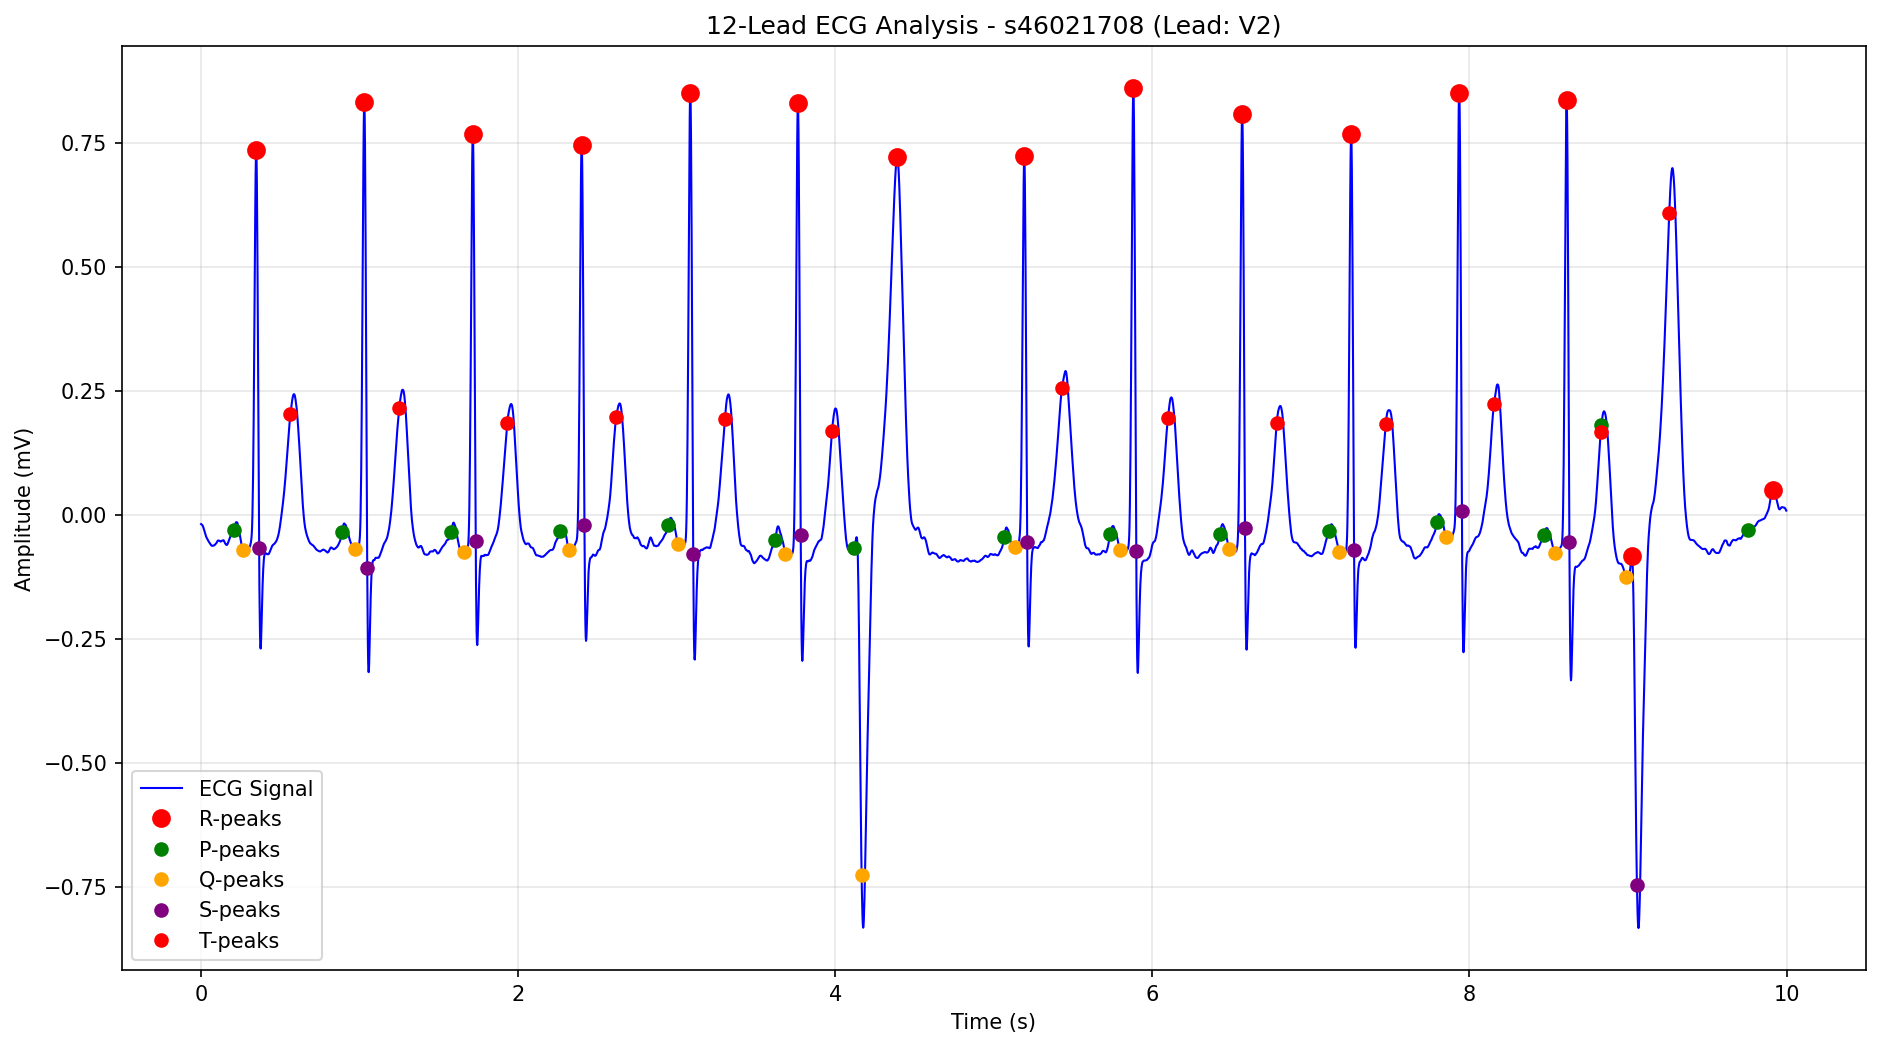 12-Lead ECG Analysis - s46021708 (Lead: V2)
Amplitude (mV)
0.75
0.50
0.25
0.00
−0.25
−0.50
−0.75
ECG Signal
R-peaks
P-peaks
Q-peaks
S-peaks
T-peaks
0 2 4 6 8 10
Time (s)